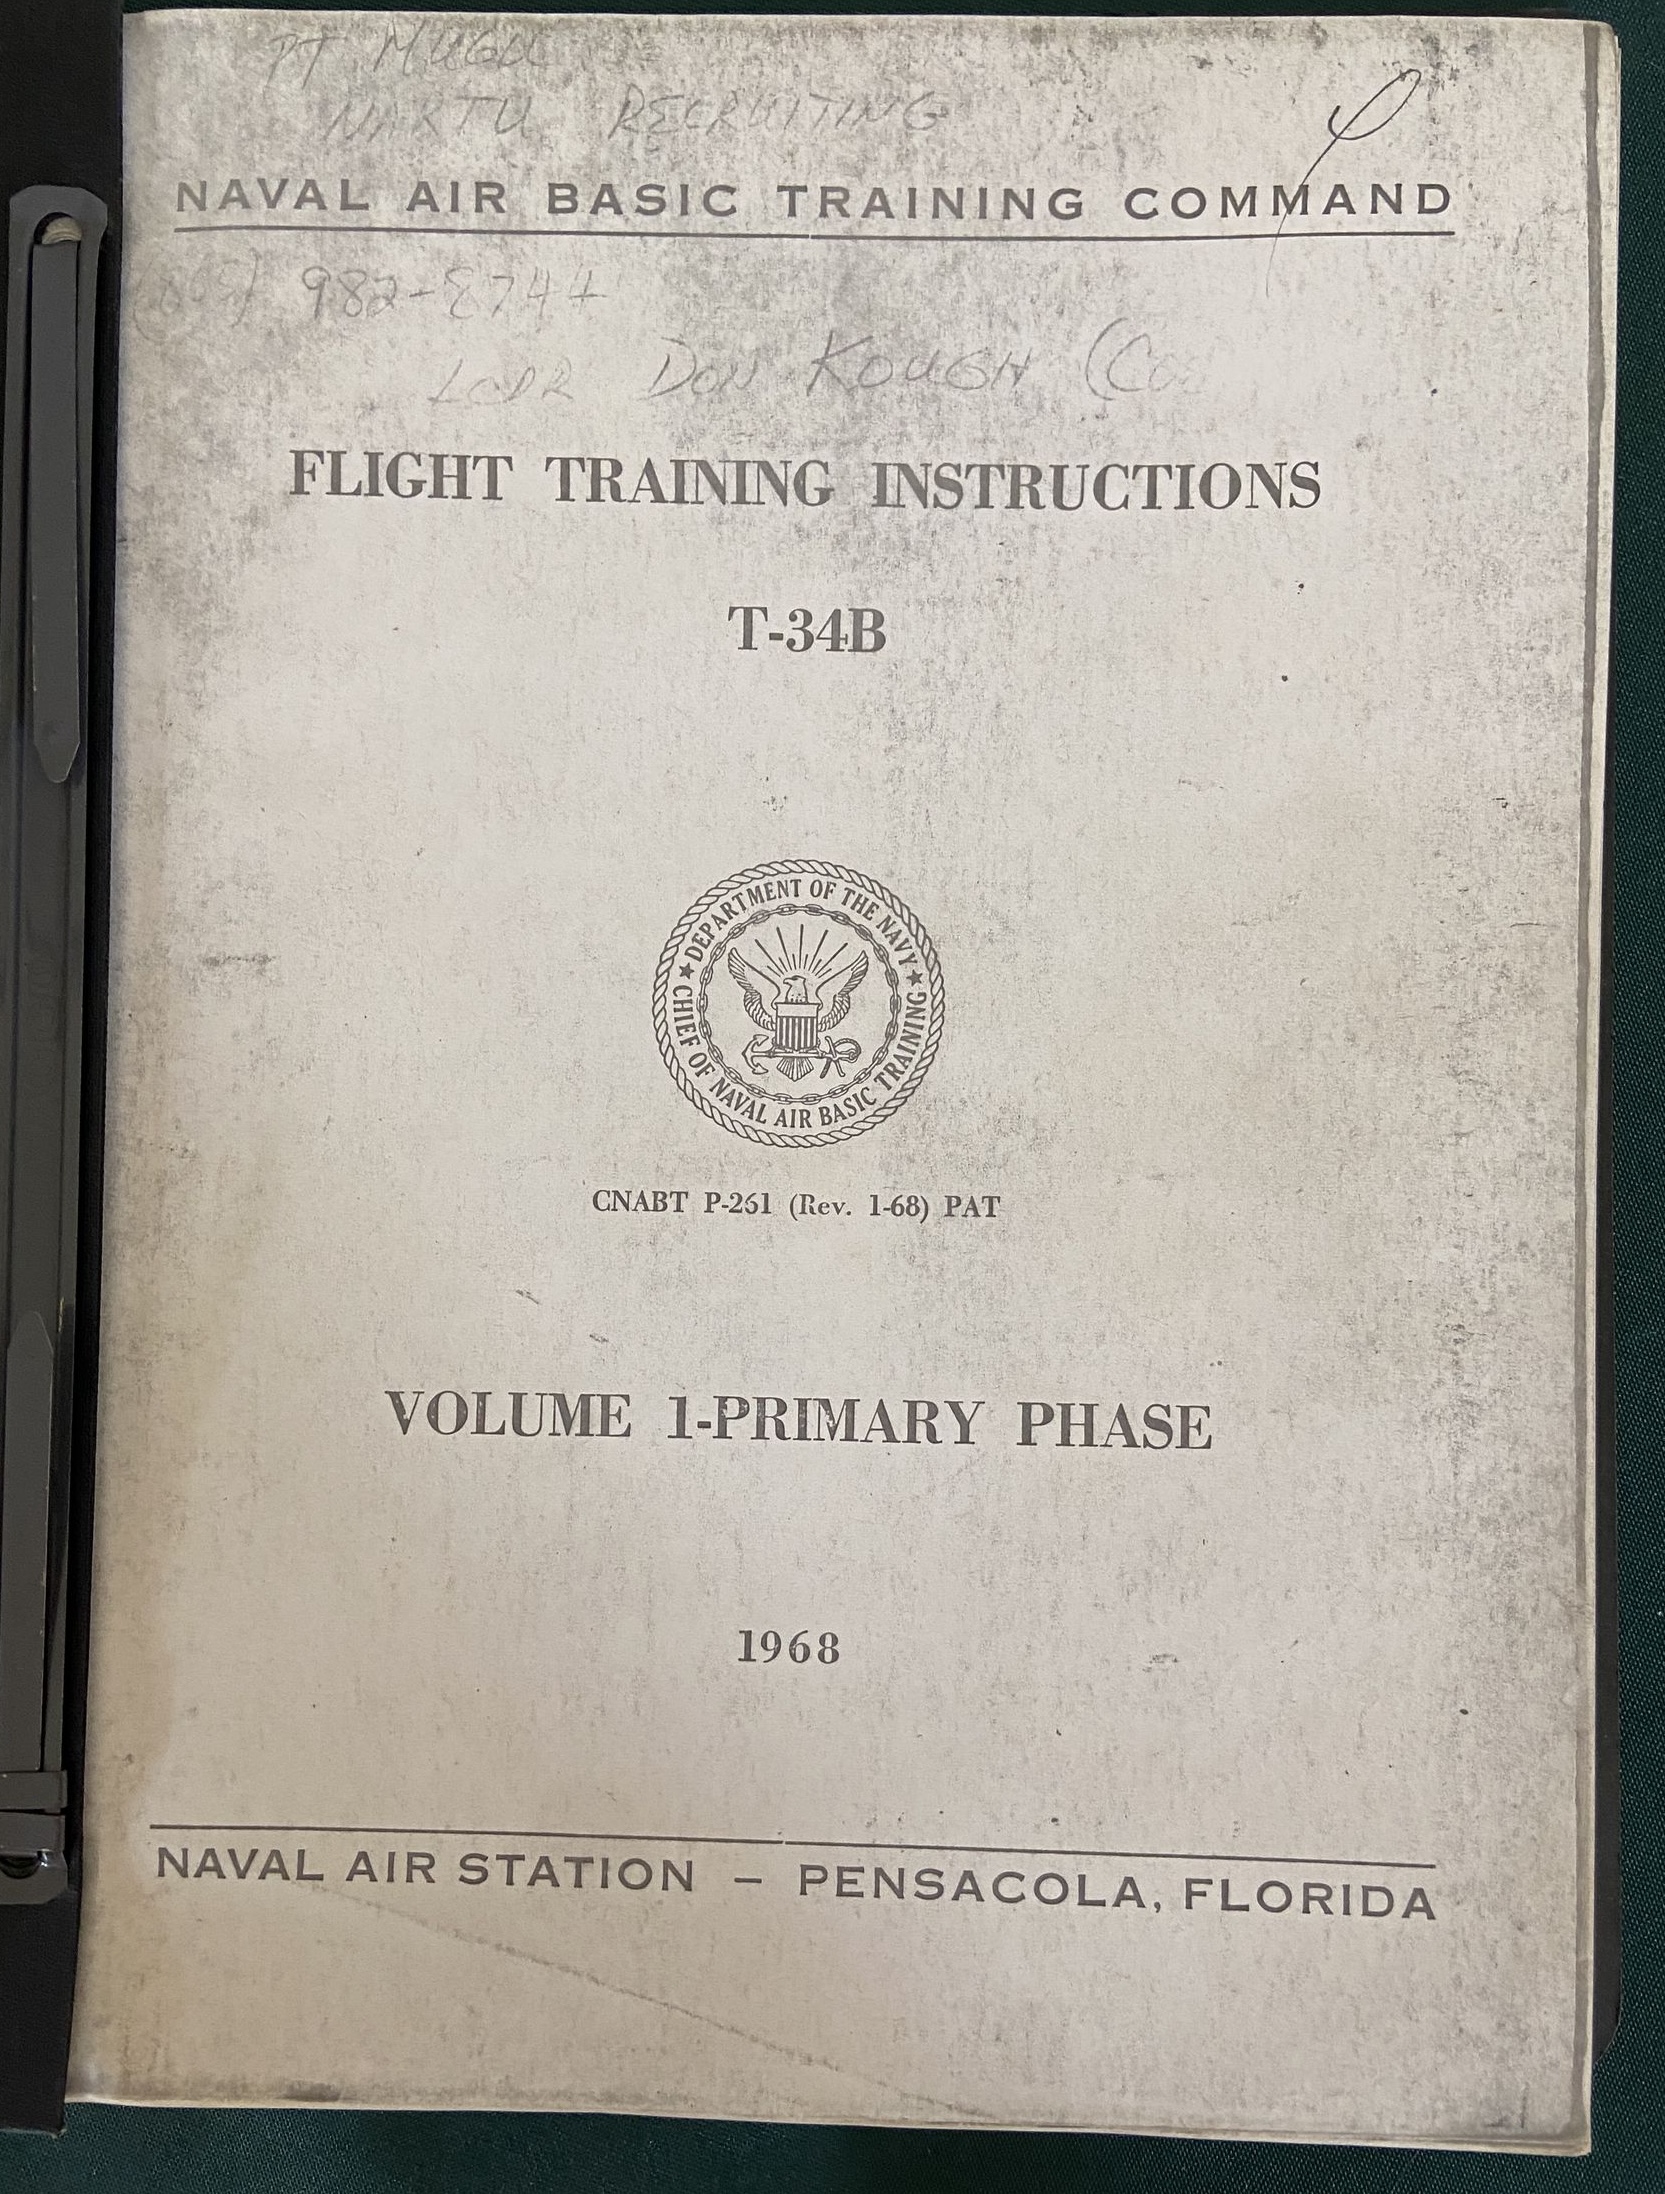 PT MUGU
NARTU RECRUITING
NAVAL AIR BASIC TRAINING COMMAND
(805) 982-8744
LCDR DON KOUGH
FLIGHT TRAINING INSTRUCTIONS
T-34B
★ DEPARTMENT OF THE NAVY ★
CHIEF OF NAVAL AIR BASIC TRAINING
CNABT P-261 (Rev. 1-68) PAT
VOLUME 1-PRIMARY PHASE
1968
NAVAL AIR STATION – PENSACOLA, FLORIDA